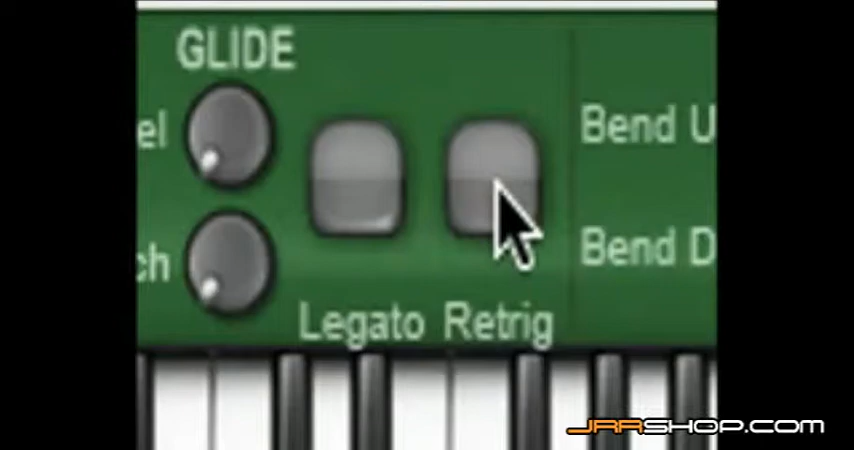 GLIDE
el
Bend U
ch
Bend D
Legato Retrig
JRRSHOP.COM